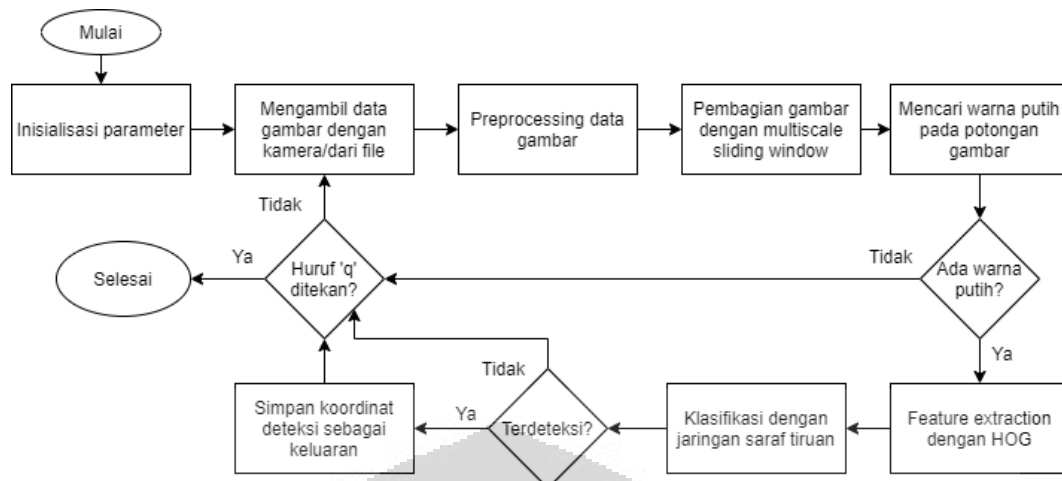 Mulai
Inisialisasi parameter
Mengambil data
gambar dengan
kamera/dari file
Preprocessing data
gambar
Pembagian gambar
dengan multiscale
sliding window
Mencari warna putih
pada potongan
gambar
Tidak
Selesai
Ya
Huruf 'q'
ditekan?
Tidak
Ada warna
putih?
Ya
Simpan koordinat
deteksi sebagai
keluaran
Ya
Tidak
Terdeteksi?
Klasifikasi dengan
jaringan saraf tiruan
Feature extraction
dengan HOG